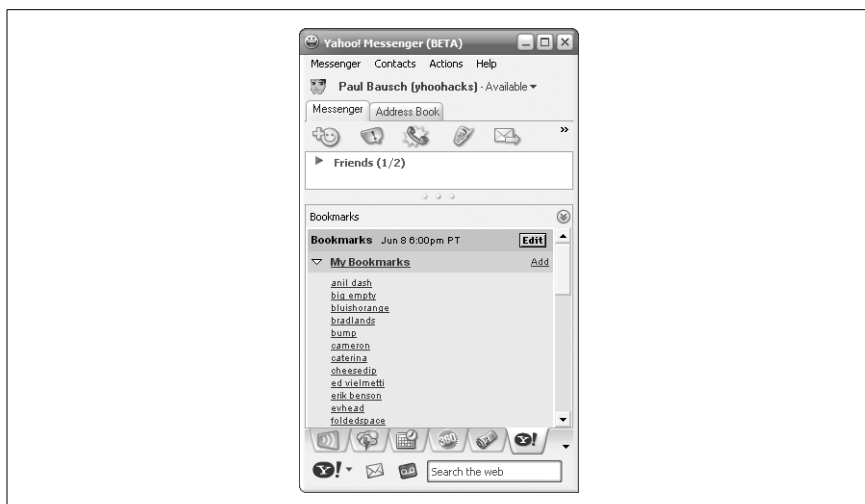 Yahoo! Messenger (BETA)
Messenger Contacts Actions Help
Paul Bausch (yhoohacks) - Available
Messenger Address Book
Friends (1/2)
Bookmarks
Bookmarks Jun 8 6:00pm PT Edit
My Bookmarks Add
anil dash
big empty
bluishorange
bradlands
bump
cameron
caterina
cheesedip
ed vielmetti
erik benson
evhead
foldedspace
360 Y!
Y! Search the web